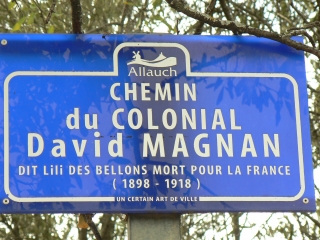 Allauch
CHEMIN
du COLONIAL
David MAGNAN
DIT Lili DES BELLONS MORT POUR LA FRANCE
( 1898 - 1918 )
UN CERTAIN ART DE VILLE